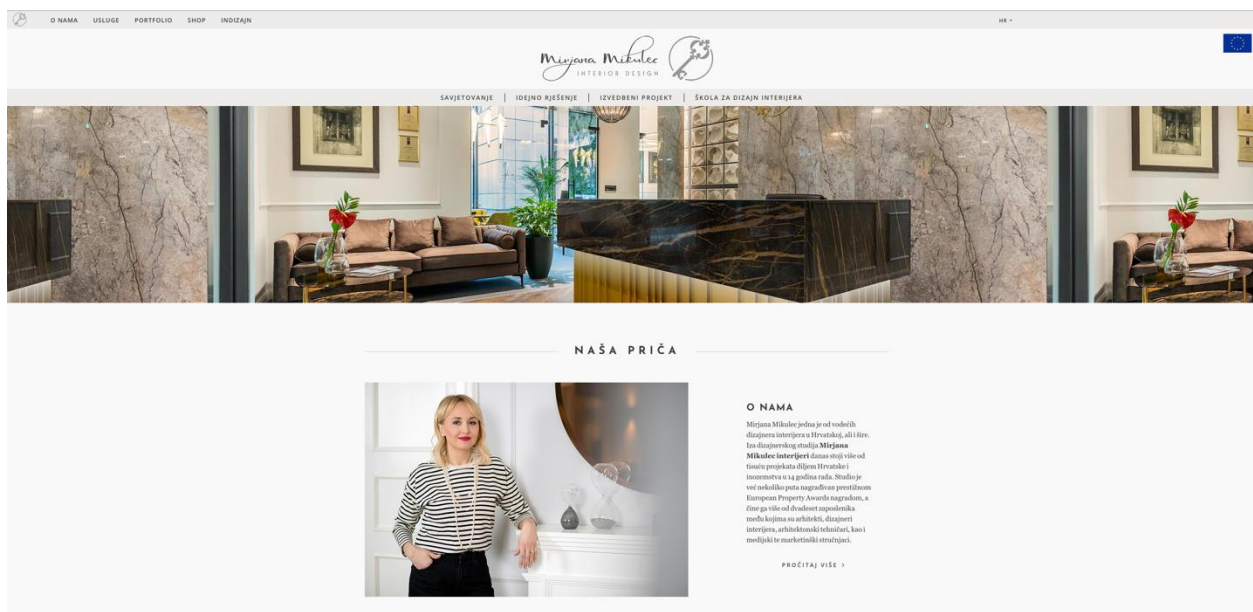 O NAMA USLUGE PORTFOLIO SHOP INDIZAJN HR
Mirjana Mikulec
INTERIOR DESIGN
SAVJETOVANJE | IDEJNO RJEŠENJE | IZVEDBENI PROJEKT | ŠKOLA ZA DIZAJN INTERIJERA
NAŠA PRIČA
O NAMA
Mirjana Mikulec jedna je od vodećih
dizajnera interijera u Hrvatskoj, ali i šire.
Iza dizajnerskog studija Mirjana
Mikulec interijeri danas stoji više od
tisuću projekata diljem Hrvatske i
inozemstva u 14 godina rada. Studio je
već nekoliko puta nagrađivan prestižnom
European Property Awards nagradom, a
čine ga više od dvadeset zaposlenika
među kojima su arhitekti, dizajneri
interijera, arhitektonski tehničari, kao i
medijski te marketinški stručnjaci.
PROČITAJ VIŠE >